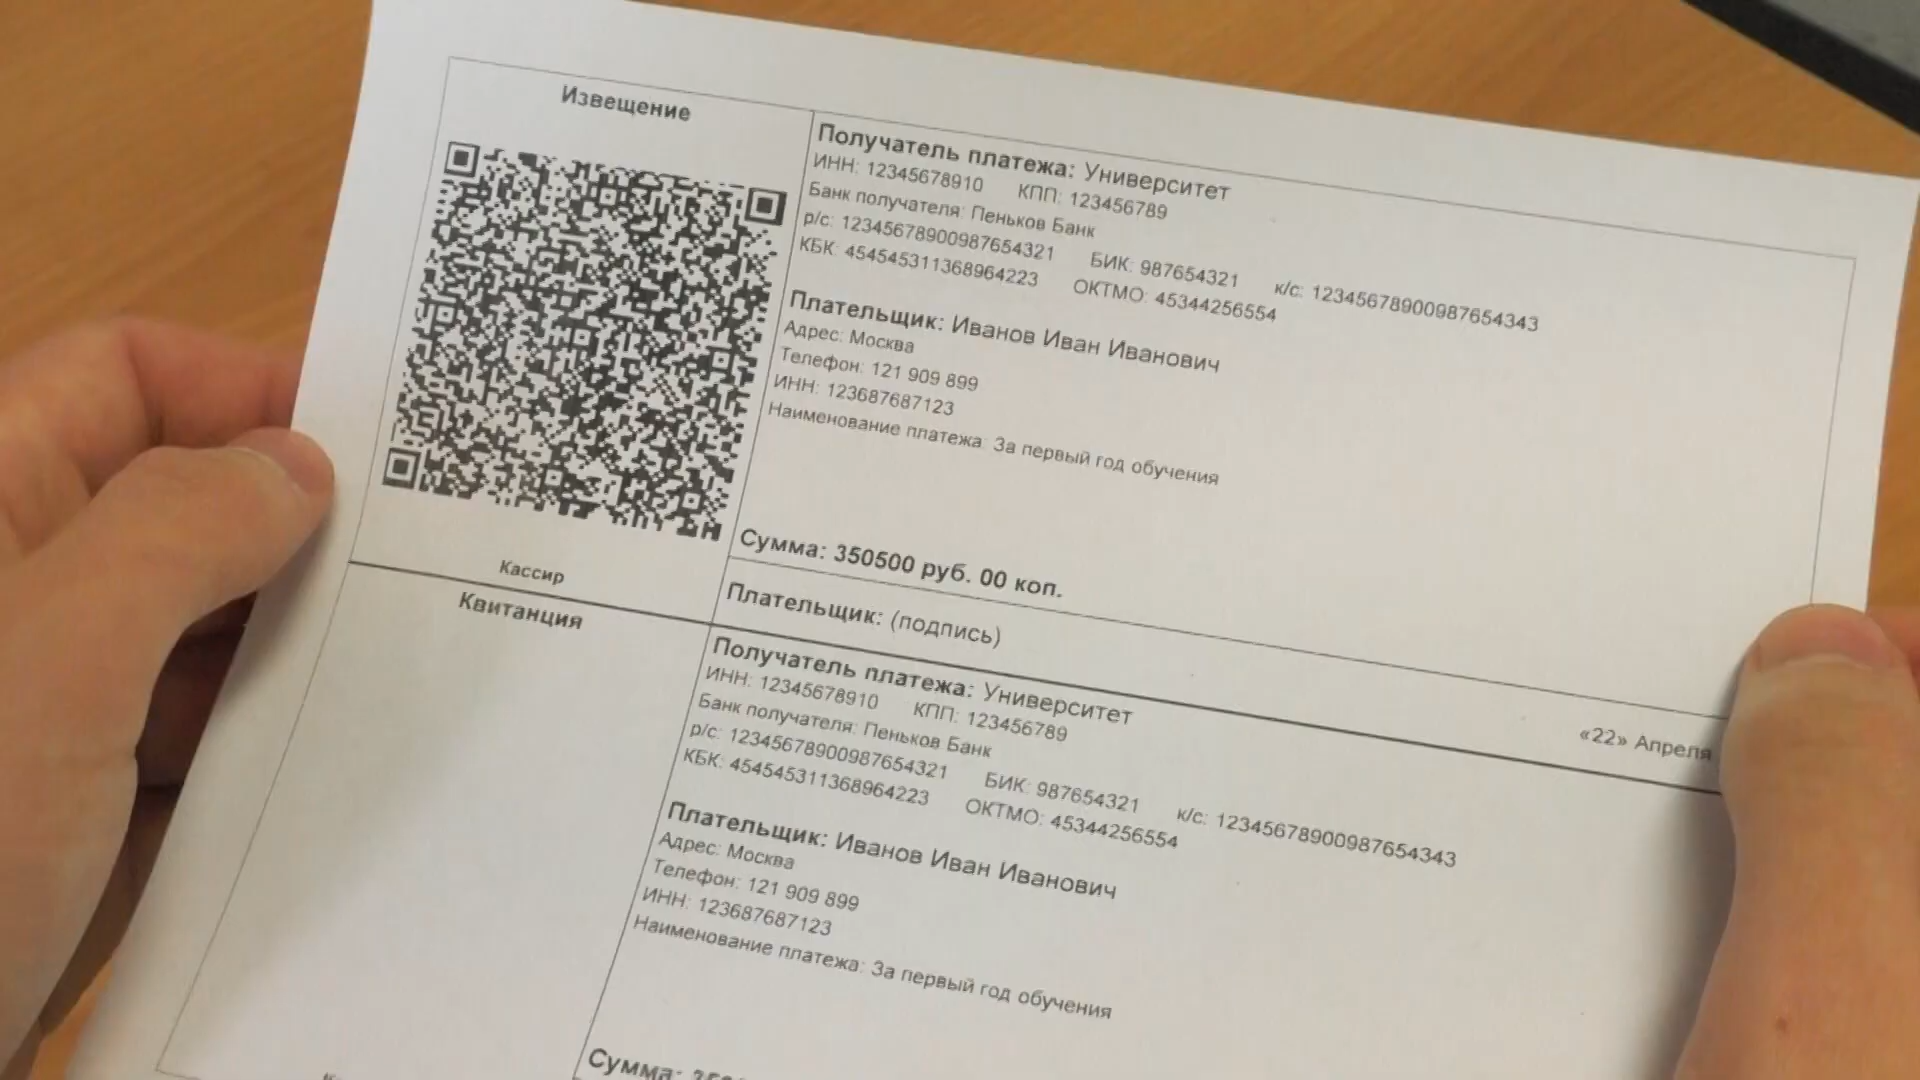 Извещение
Получатель платежа: Университет
ИНН: 12345678910 КПП: 123456789
Банк получателя: Пеньков Банк
р/с: 12345678900987654321 БИК: 987654321 к/с: 12345678900987654343
КБК: 454545311368964223 ОКТМО: 45344256554
Плательщик: Иванов Иван Иванович
Адрес: Москва
Телефон: 121 909 899
ИНН: 123687687123
Наименование платежа: За первый год обучения
Сумма: 350500 руб. 00 коп.
Кассир
Плательщик: (подпись)
«22» Апреля
Квитанция
Получатель платежа: Университет
ИНН: 12345678910 КПП: 123456789
Банк получателя: Пеньков Банк
р/с: 12345678900987654321 БИК: 987654321 к/с: 12345678900987654343
КБК: 454545311368964223 ОКТМО: 45344256554
Плательщик: Иванов Иван Иванович
Адрес: Москва
Телефон: 121 909 899
ИНН: 123687687123
Наименование платежа: За первый год обучения
Сумма: